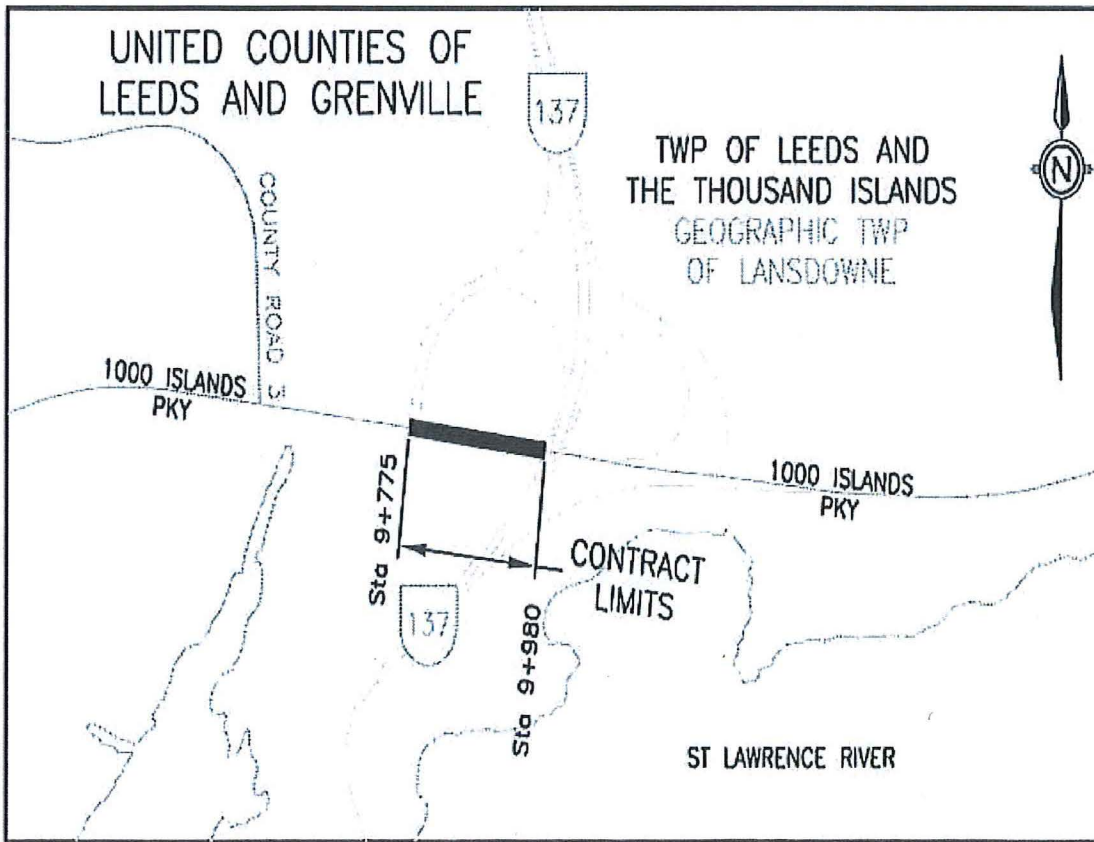 UNITED COUNTIES OF
LEEDS AND GRENVILLE
137
TWP OF LEEDS AND
THE THOUSAND ISLANDS
GEOGRAPHIC TWP
OF LANSDOWNE
N
COUNTY ROAD 3
1000 ISLANDS
PKY
1000 ISLANDS
PKY
Sta 9+775
Sta 9+980
CONTRACT
LIMITS
137
ST LAWRENCE RIVER